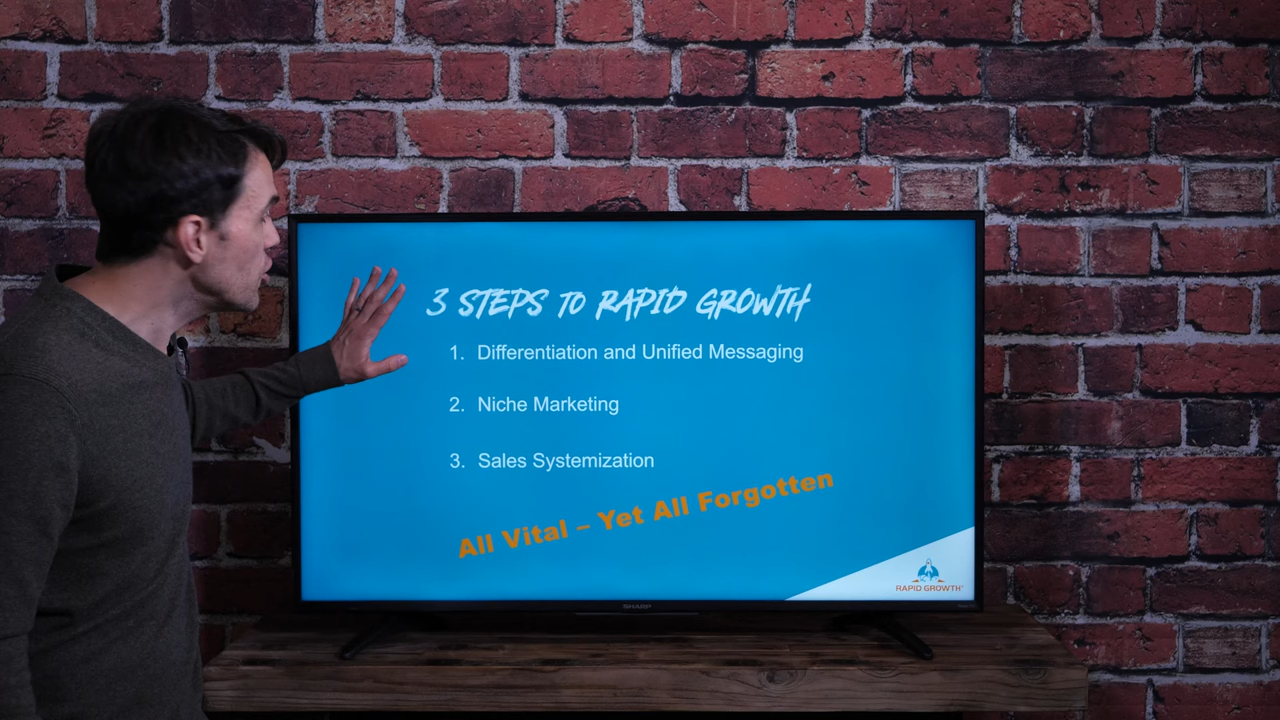 3 STEPS TO RAPID GROWTH
1. Differentiation and Unified Messaging
2. Niche Marketing
3. Sales Systemization
All Vital – Yet All Forgotten
RAPID GROWTH
SHARP